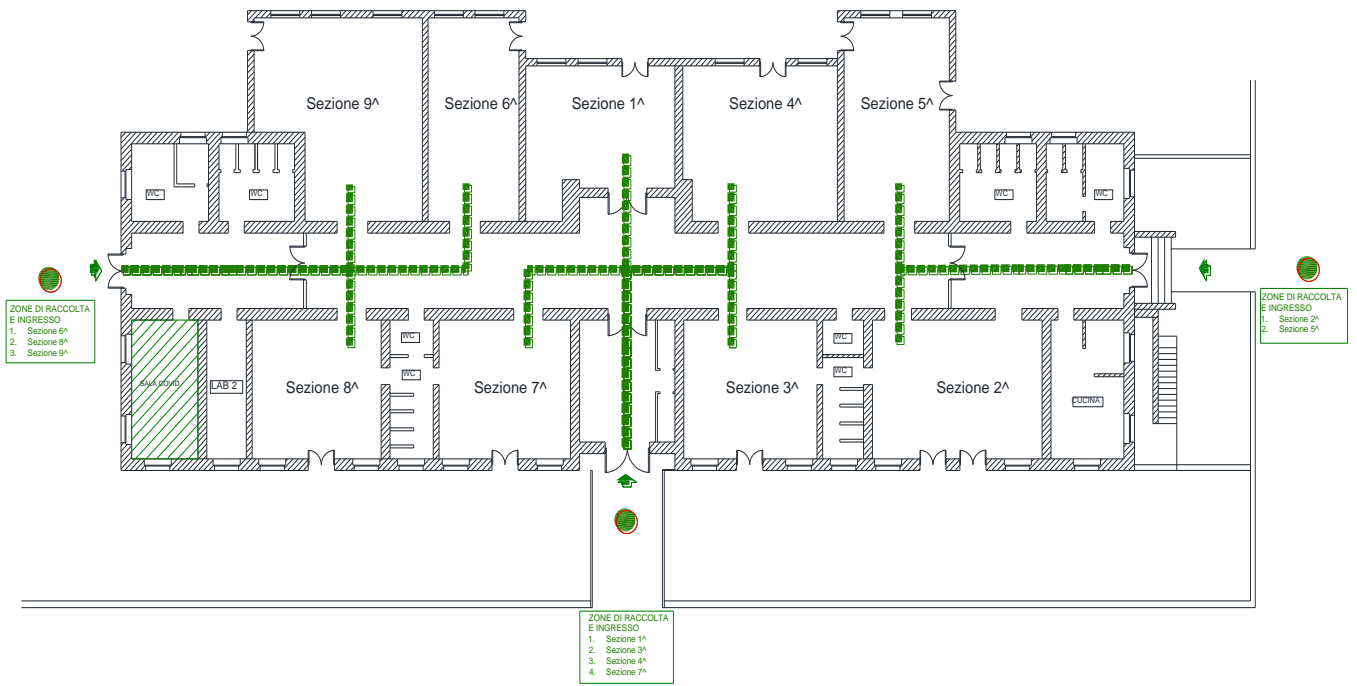 Sezione 9^
Sezione 6^
Sezione 1^
Sezione 4^
Sezione 5^
WC
WC
WC
WC
ZONE DI RACCOLTA
E INGRESSO
1. Sezione 6^
2. Sezione 8^
3. Sezione 9^
ZONE DI RACCOLTA
E INGRESSO
1. Sezione 2^
2. Sezione 5^
SALA COVID
LAB 2
Sezione 8^
WC
WC
Sezione 7^
Sezione 3^
WC
WC
Sezione 2^
CUCINA
ZONE DI RACCOLTA
E INGRESSO
1. Sezione 1^
2. Sezione 3^
3. Sezione 4^
4. Sezione 7^